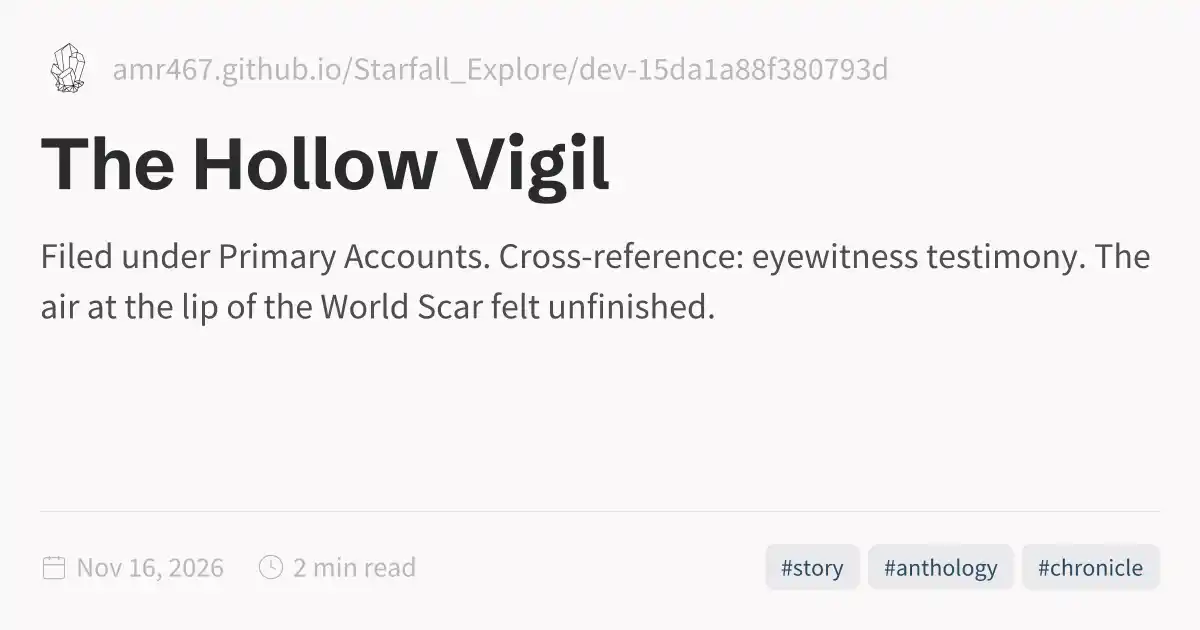 amr467.github.io/Starfall_Explore/dev-15da1a88f380793d
The Hollow Vigil
Filed under Primary Accounts. Cross-reference: eyewitness testimony. The
air at the lip of the World Scar felt unfinished.
Nov 16, 2026 2 min read #story #anthology #chronicle